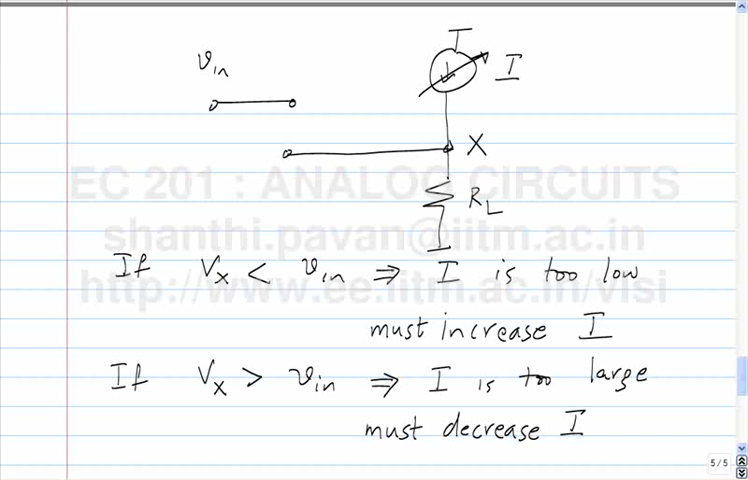 v_in
I
X
EC 201 : ANALOG CIRCUITS
R_L
shanthi.pavan@iitm.ac.in
If V_x < v_in ⇒ I is too low
http://www.ee.iitm.ac.in/vlsi
must increase I
If V_x > v_in ⇒ I is too large
must decrease I
5/5